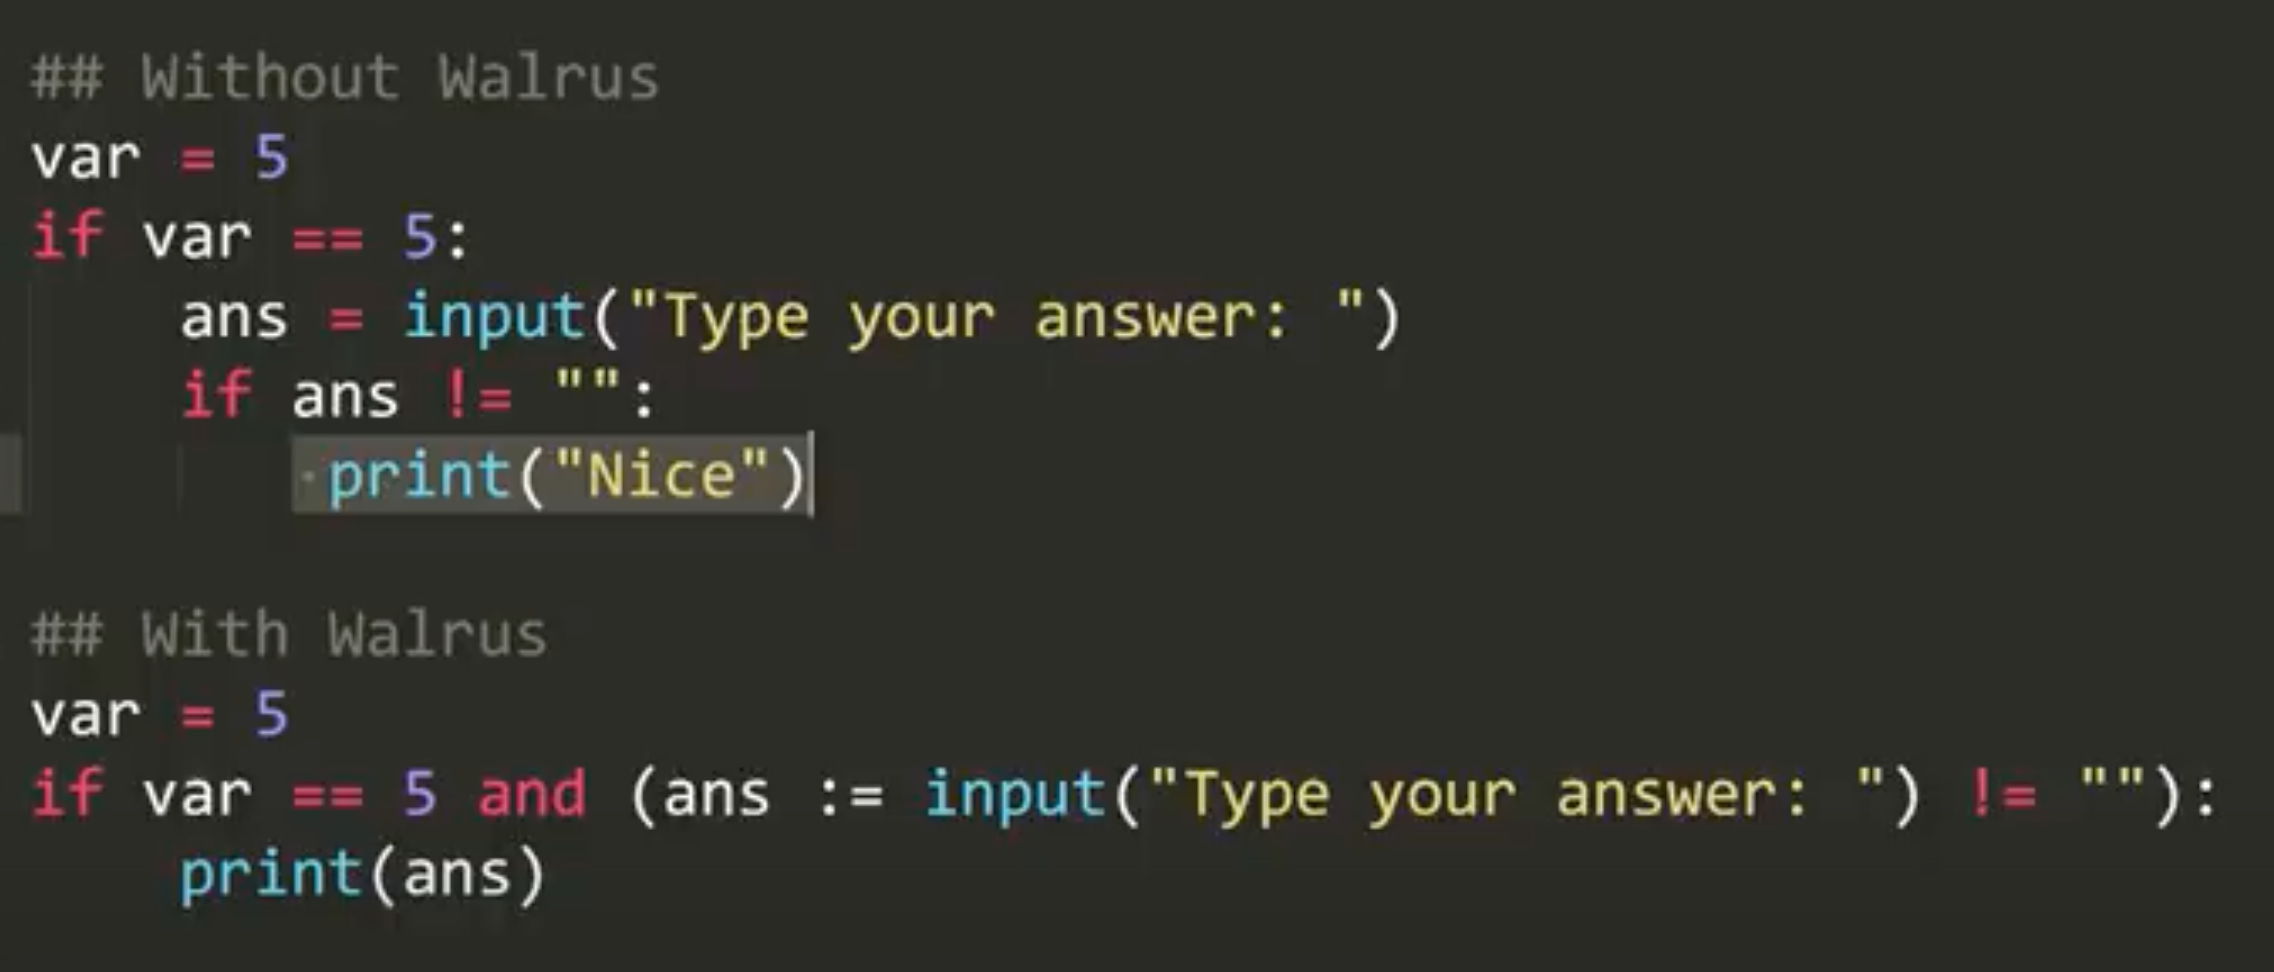 ## Without Walrus
var = 5
if var == 5:
    ans = input("Type your answer: ")
    if ans != "":
        print("Nice")

## With Walrus
var = 5
if var == 5 and (ans := input("Type your answer: ") != ""):
    print(ans)